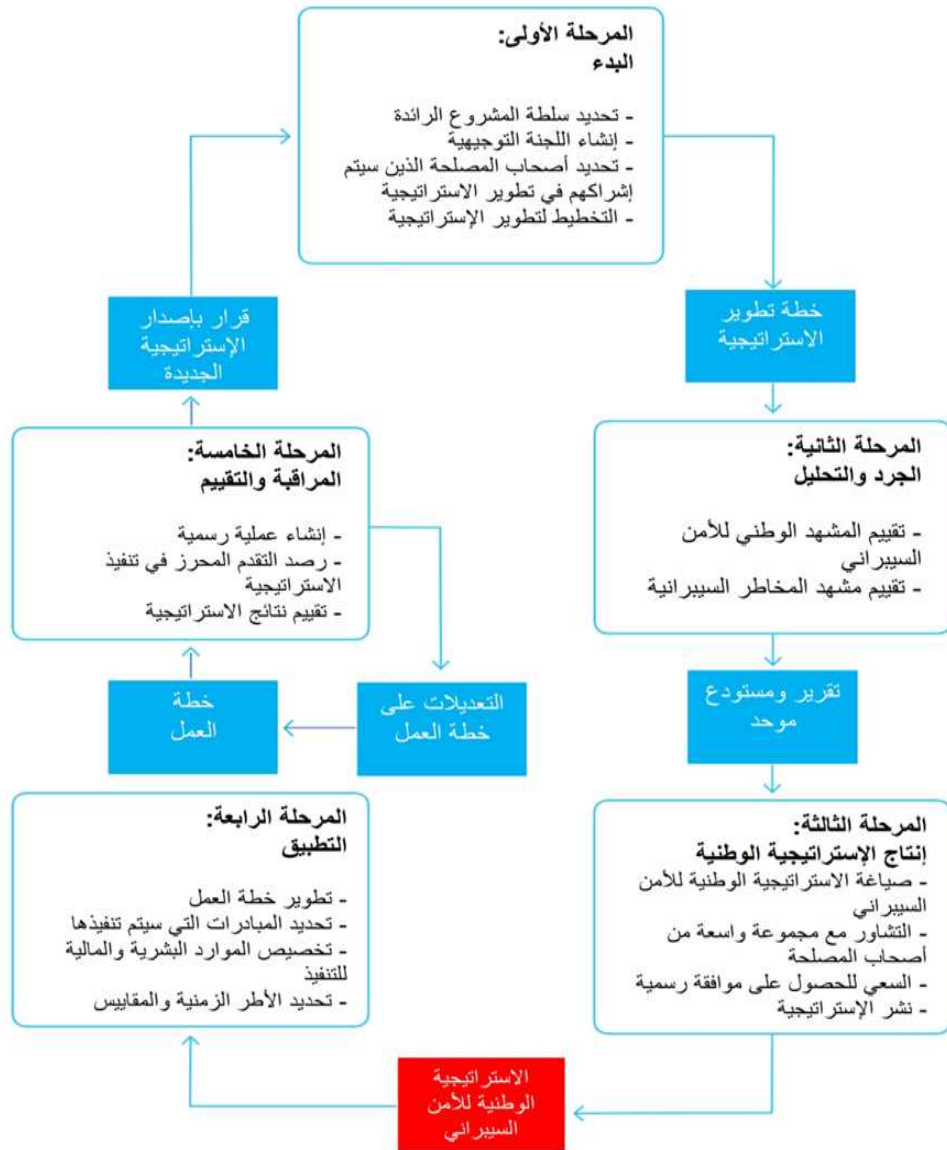 المرحلة الأولى:
البدء
- تحديد سلطة المشروع الرائدة
- إنشاء اللجنة التوجيهية
- تحديد أصحاب المصلحة الذين سيتم
إشراكهم في تطوير الاستراتيجية
- التخطيط لتطوير الإستراتيجية
خطة تطوير
الاستراتيجية
المرحلة الثانية:
الجرد والتحليل
- تقييم المشهد الوطني للأمن
السيبراني
- تقييم مشهد المخاطر السيبرانية
تقرير ومستودع
موحد
المرحلة الثالثة:
إنتاج الإستراتيجية الوطنية
- صياغة الاستراتيجية الوطنية للأمن
السيبراني
- التشاور مع مجموعة واسعة من
أصحاب المصلحة
- السعي للحصول على موافقة رسمية
- نشر الإستراتيجية
الاستراتيجية
الوطنية للأمن
السيبراني
المرحلة الرابعة:
التطبيق
- تطوير خطة العمل
- تحديد المبادرات التي سيتم تنفيذها
- تخصيص الموارد البشرية والمالية
للتنفيذ
- تحديد الأطر الزمنية والمقاييس
خطة
العمل
المرحلة الخامسة:
المراقبة والتقييم
- إنشاء عملية رسمية
- رصد التقدم المحرز في تنفيذ
الاستراتيجية
- تقييم نتائج الاستراتيجية
التعديلات على
خطة العمل
قرار بإصدار
الإستراتيجية
الجديدة